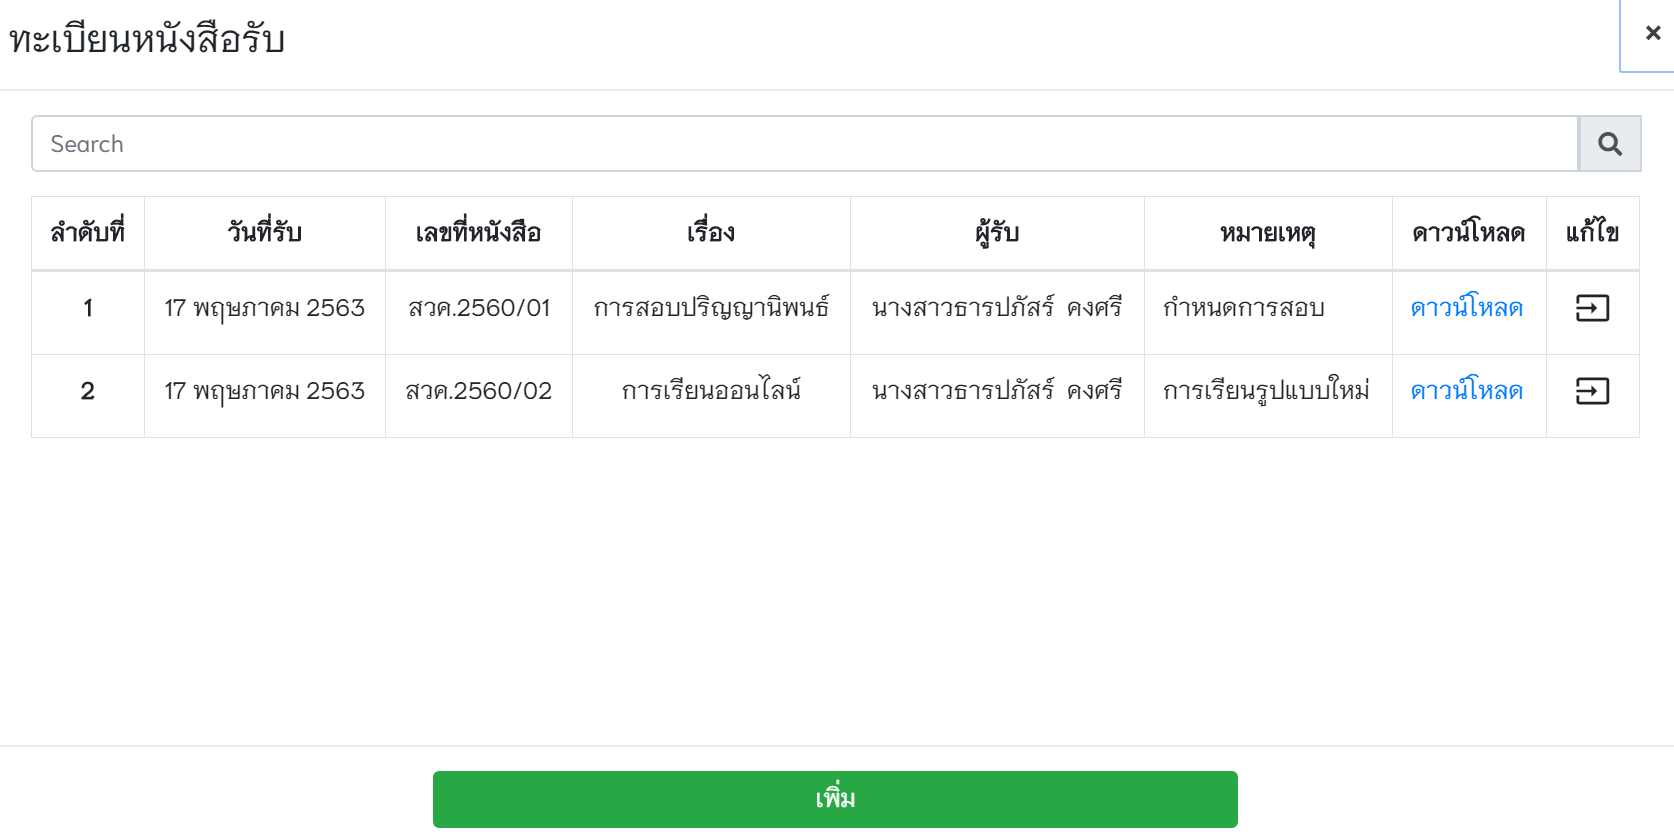 ทะเบียนหนังสือรับ
×
Search
ลำดับที่ วันที่รับ เลขที่หนังสือ เรื่อง ผู้รับ หมายเหตุ ดาวน์โหลด แก้ไข
1 17 พฤษภาคม 2563 สวค.2560/01 การสอบปริญญานิพนธ์ นางสาวธารปภัสร์ คงศรี กำหนดการสอบ ดาวน์โหลด
2 17 พฤษภาคม 2563 สวค.2560/02 การเรียนออนไลน์ นางสาวธารปภัสร์ คงศรี การเรียนรูปแบบใหม่ ดาวน์โหลด
เพิ่ม